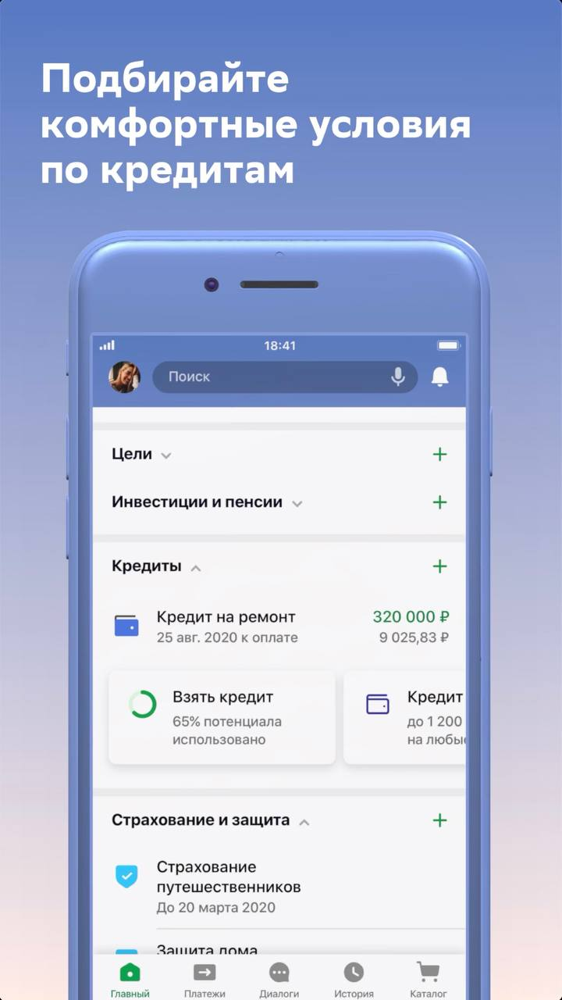 Подбирайте
комфортные условия
по кредитам
18:41
Поиск
Цели
Инвестиции и пенсии
Кредиты
Кредит на ремонт
320 000 ₽
25 авг. 2020 к оплате
9 025,83 ₽
Взять кредит
65% потенциала
использовано
Кредит
до 1 200
на любы
Страхование и защита
Страхование
путешественников
До 20 марта 2020
Защита дома
Главный
Платежи
Диалоги
История
Каталог